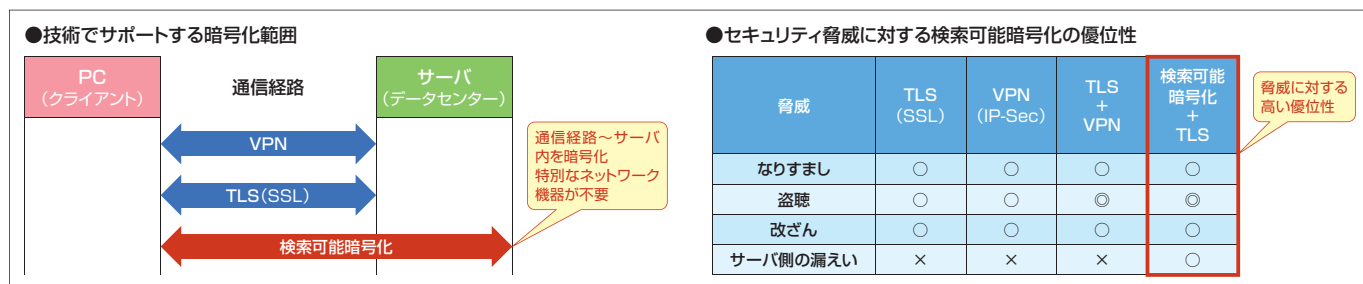 ●技術でサポートする暗号化範囲
PC
(クライアント)
通信経路
サーバ
(データセンター)
VPN
TLS(SSL)
検索可能暗号化
通信経路～サーバ
内を暗号化
特別なネットワーク
機器が不要
●セキュリティ脅威に対する検索可能暗号化の優位性
脅威
TLS
(SSL)
VPN
(IP-Sec)
TLS
+
VPN
検索可能
暗号化
+
TLS
なりすまし ○ ○ ○ ○
盗聴 ○ ○ ◎ ◎
改ざん ○ ○ ○ ○
サーバ側の漏えい × × × ○
脅威に対する
高い優位性